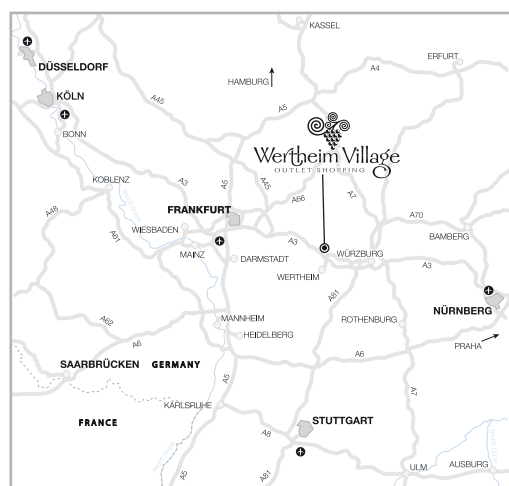 KASSEL
DÜSSELDORF
ERFURT
HAMBURG
A4
KÖLN
A45
A5
BONN
Wertheim Village
OUTLET SHOPPING
KOBLENZ
A3
A5
A45
A7
A66
A48
FRANKFURT
A70
WIESBADEN
BAMBERG
A61
MAINZ
DARMSTADT
A3
WÜRZBURG
WERTHEIM
A3
A81
NÜRNBERG
MANNHEIM
ROTHENBURG
A62
A6
HEIDELBERG
PRAHA
SAARBRÜCKEN
GERMANY
A6
A5
A7
KARLSRUHE
FRANCE
STUTTGART
A8
A5
A81
ULM
AUSBURG